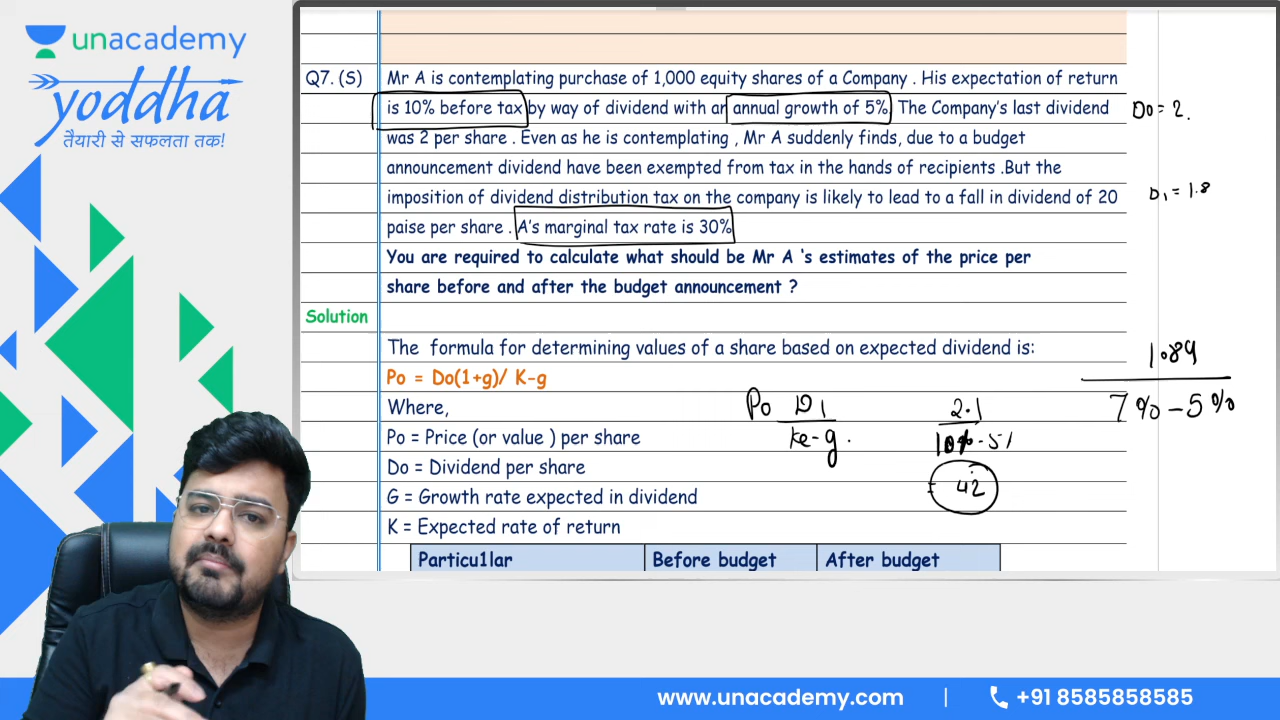 unacademy
yoddha
तैयारी से सफलता तक!
Q7. (S) Mr A is contemplating purchase of 1,000 equity shares of a Company . His expectation of return
is 10% before tax by way of dividend with an annual growth of 5% The Company's last dividend
Do = 2.
was 2 per share . Even as he is contemplating , Mr A suddenly finds, due to a budget
announcement dividend have been exempted from tax in the hands of recipients .But the
imposition of dividend distribution tax on the company is likely to lead to a fall in dividend of 20
D1 = 1.8
paise per share . A's marginal tax rate is 30%
You are required to calculate what should be Mr A 's estimates of the price per
share before and after the budget announcement ?
Solution
The formula for determining values of a share based on expected dividend is:
Po = Do(1+g)/ K-g
1.89
7% - 5%
Where,
Po D1
ke-g.
2.1
10% - 5%
= 42
Po = Price (or value ) per share
Do = Dividend per share
G = Growth rate expected in dividend
K = Expected rate of return
Particu1lar Before budget After budget
www.unacademy.com | +91 8585858585